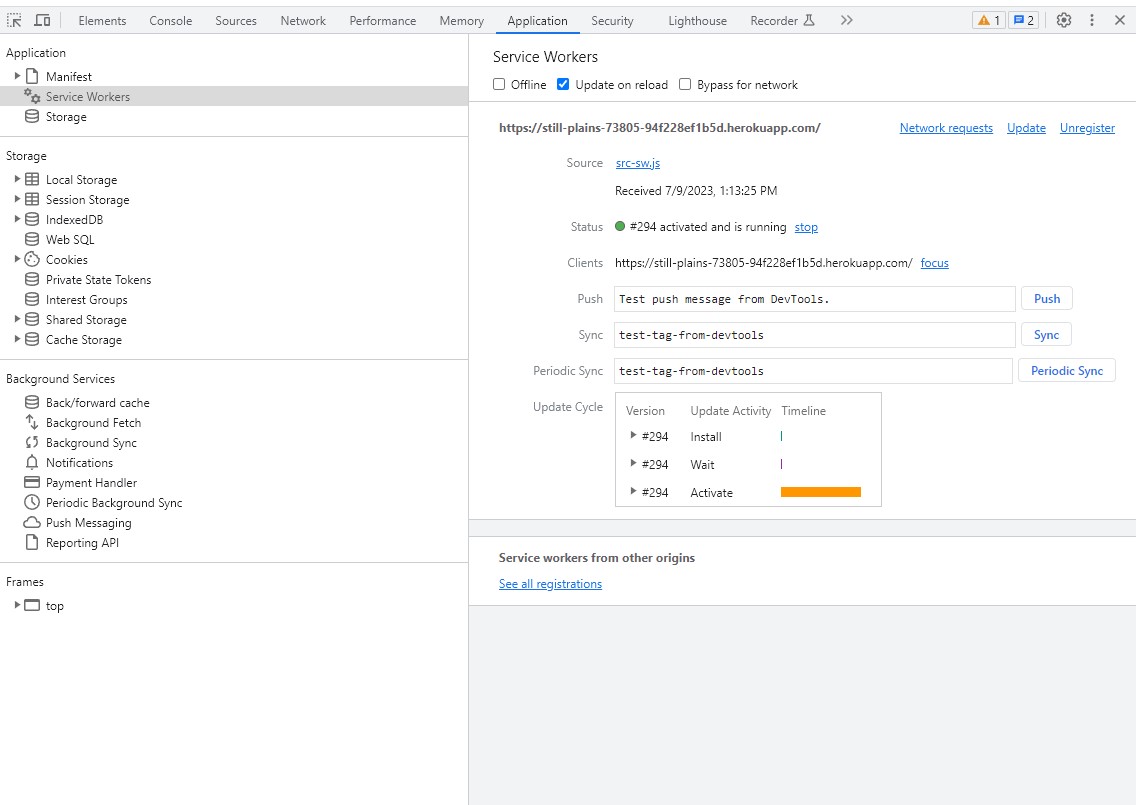 Elements Console Sources Network Performance Memory Application Security Lighthouse Recorder 1 2
Application
Manifest
Service Workers
Storage
Storage
Local Storage
Session Storage
IndexedDB
Web SQL
Cookies
Private State Tokens
Interest Groups
Shared Storage
Cache Storage
Background Services
Back/forward cache
Background Fetch
Background Sync
Notifications
Payment Handler
Periodic Background Sync
Push Messaging
Reporting API
Frames
top
Service Workers
Offline Update on reload Bypass for network
https://still-plains-73805-94f228ef1b5d.herokuapp.com/ Network requests Update Unregister
Source src-sw.js
Received 7/9/2023, 1:13:25 PM
Status #294 activated and is running stop
Clients https://still-plains-73805-94f228ef1b5d.herokuapp.com/ focus
Push Test push message from DevTools. Push
Sync test-tag-from-devtools Sync
Periodic Sync test-tag-from-devtools Periodic Sync
Update Cycle Version Update Activity Timeline
#294 Install
#294 Wait
#294 Activate
Service workers from other origins
See all registrations